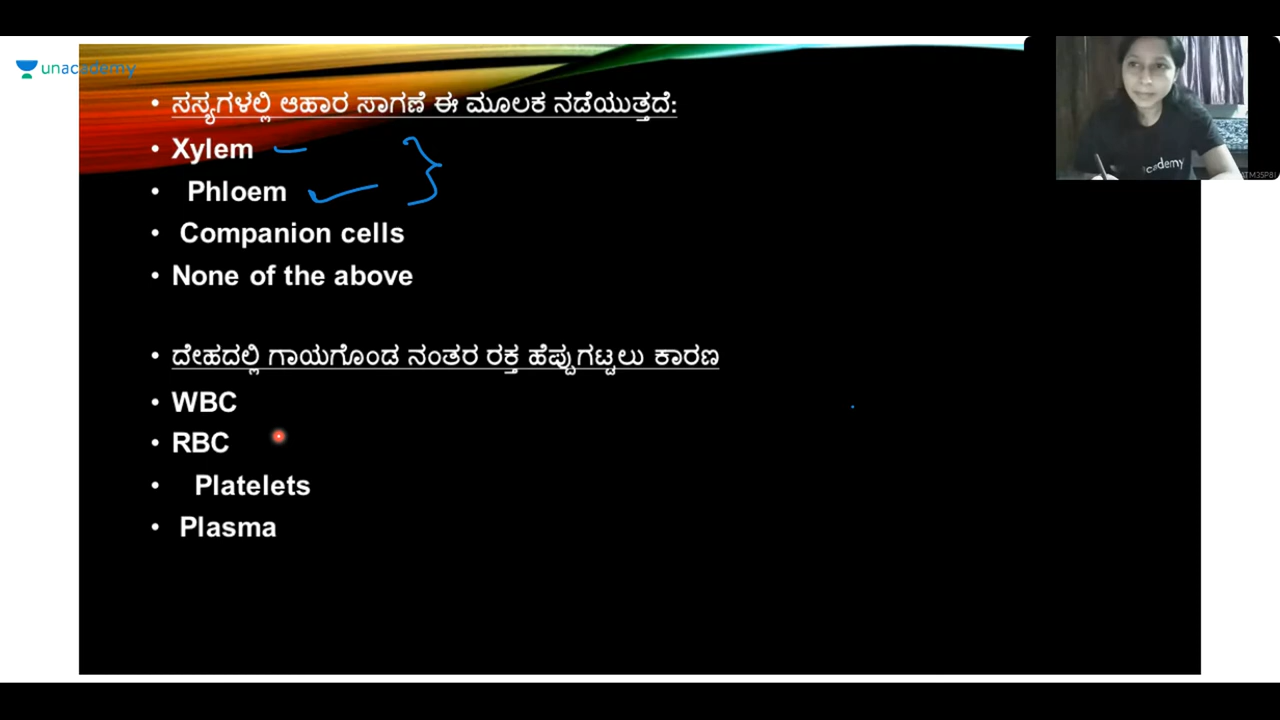 unacademy
• ಸಸ್ಯಗಳಲ್ಲಿ ಆಹಾರ ಸಾಗಣೆ ಈ ಮೂಲಕ ನಡೆಯುತ್ತದೆ:
• Xylem
• Phloem
• Companion cells
• None of the above
• ದೇಹದಲ್ಲಿ ಗಾಯಗೊಂಡ ನಂತರ ರಕ್ತ ಹೆಪ್ಪುಗಟ್ಟಲು ಕಾರಣ
• WBC
• RBC
• Platelets
• Plasma